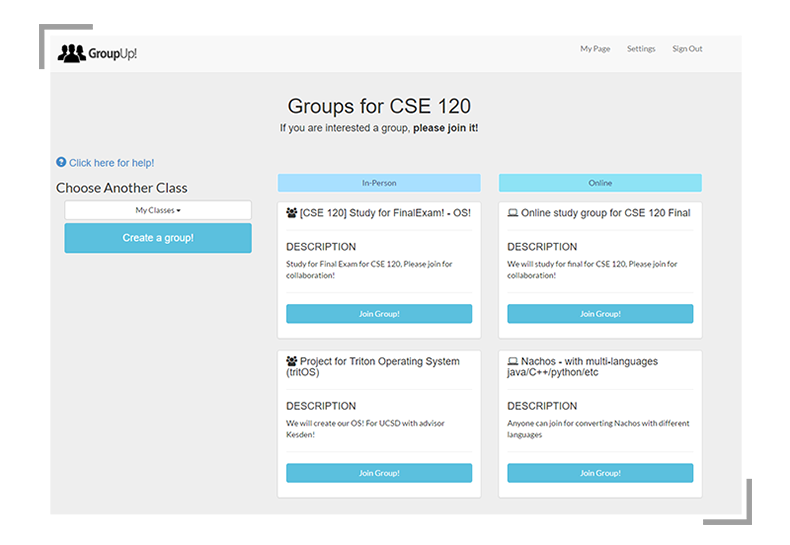 GroupUp!
My Page Settings Sign Out
Groups for CSE 120
If you are interested a group, please join it!
Click here for help!
Choose Another Class
My Classes
Create a group!
In-Person
[CSE 120] Study for FinalExam! - OS!
DESCRIPTION
Study for Final Exam for CSE 120, Please join for
collaboration!
Join Group!
Project for Triton Operating System
(tritOS)
DESCRIPTION
We will create our OS! For UCSD with advisor
Kesden!
Join Group!
Online
Online study group for CSE 120 Final
DESCRIPTION
We will study for final for CSE 120, Please join for
collaboration!
Join Group!
Nachos - with multi-languages
java/C++/python/etc
DESCRIPTION
Anyone can join for converting Nachos with different
languages
Join Group!